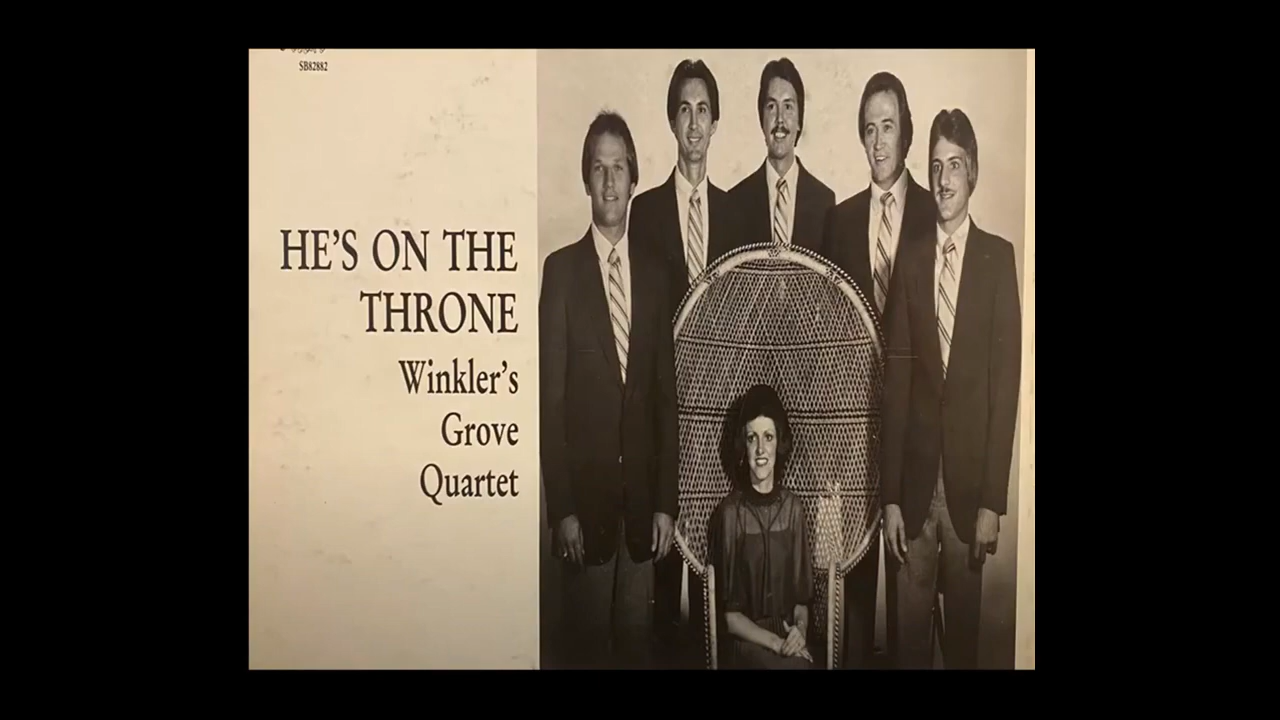 SB82882
HE'S ON THE
THRONE
Winkler's
Grove
Quartet